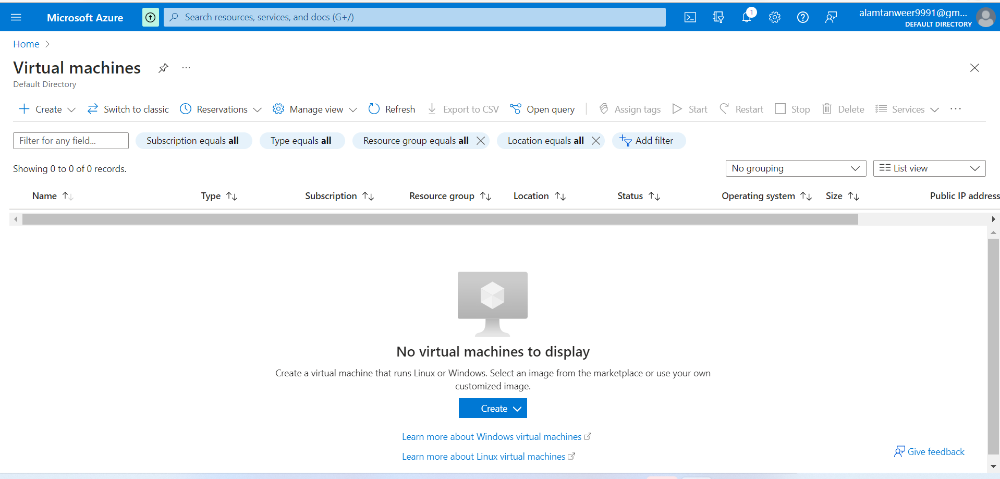 Microsoft Azure
Search resources, services, and docs (G+/)
1
alamtanweer9991@gm...
DEFAULT DIRECTORY
Home
Virtual machines
...
Default Directory
Create
Switch to classic
Reservations
Manage view
Refresh
Export to CSV
Open query
Assign tags
Start
Restart
Stop
Delete
Services
...
Filter for any field...
Subscription equals all
Type equals all
Resource group equals all
Location equals all
Add filter
Showing 0 to 0 of 0 records.
No grouping
List view
Name
Type
Subscription
Resource group
Location
Status
Operating system
Size
Public IP address
No virtual machines to display
Create a virtual machine that runs Linux or Windows. Select an image from the marketplace or use your own
customized image.
Create
Learn more about Windows virtual machines
Learn more about Linux virtual machines
Give feedback